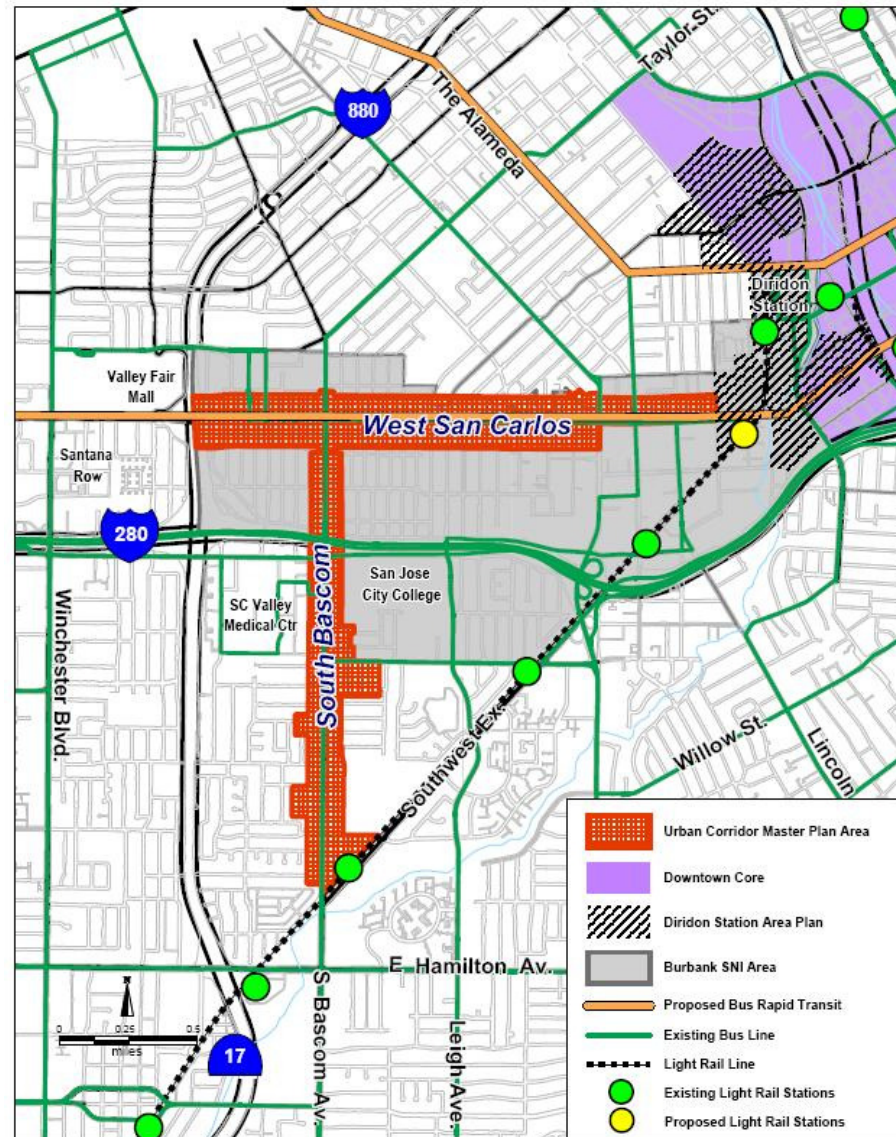 Taylor St.
880
The Alameda
Diridon
Station
Valley Fair
Mall
West San Carlos
Santana
Row
280
San Jose
City College
SC Valley
Medical Ctr
South Bascom
Winchester Blvd.
Southwest Ex.
Willow St.
Lincoln
E Hamilton Av.
S Bascom Av.
Leigh Ave.
N
0 0.25 0.5
miles
17
Urban Corridor Master Plan Area
Downtown Core
Diridon Station Area Plan
Burbank SNI Area
Proposed Bus Rapid Transit
Existing Bus Line
Light Rail Line
Existing Light Rail Stations
Proposed Light Rail Stations